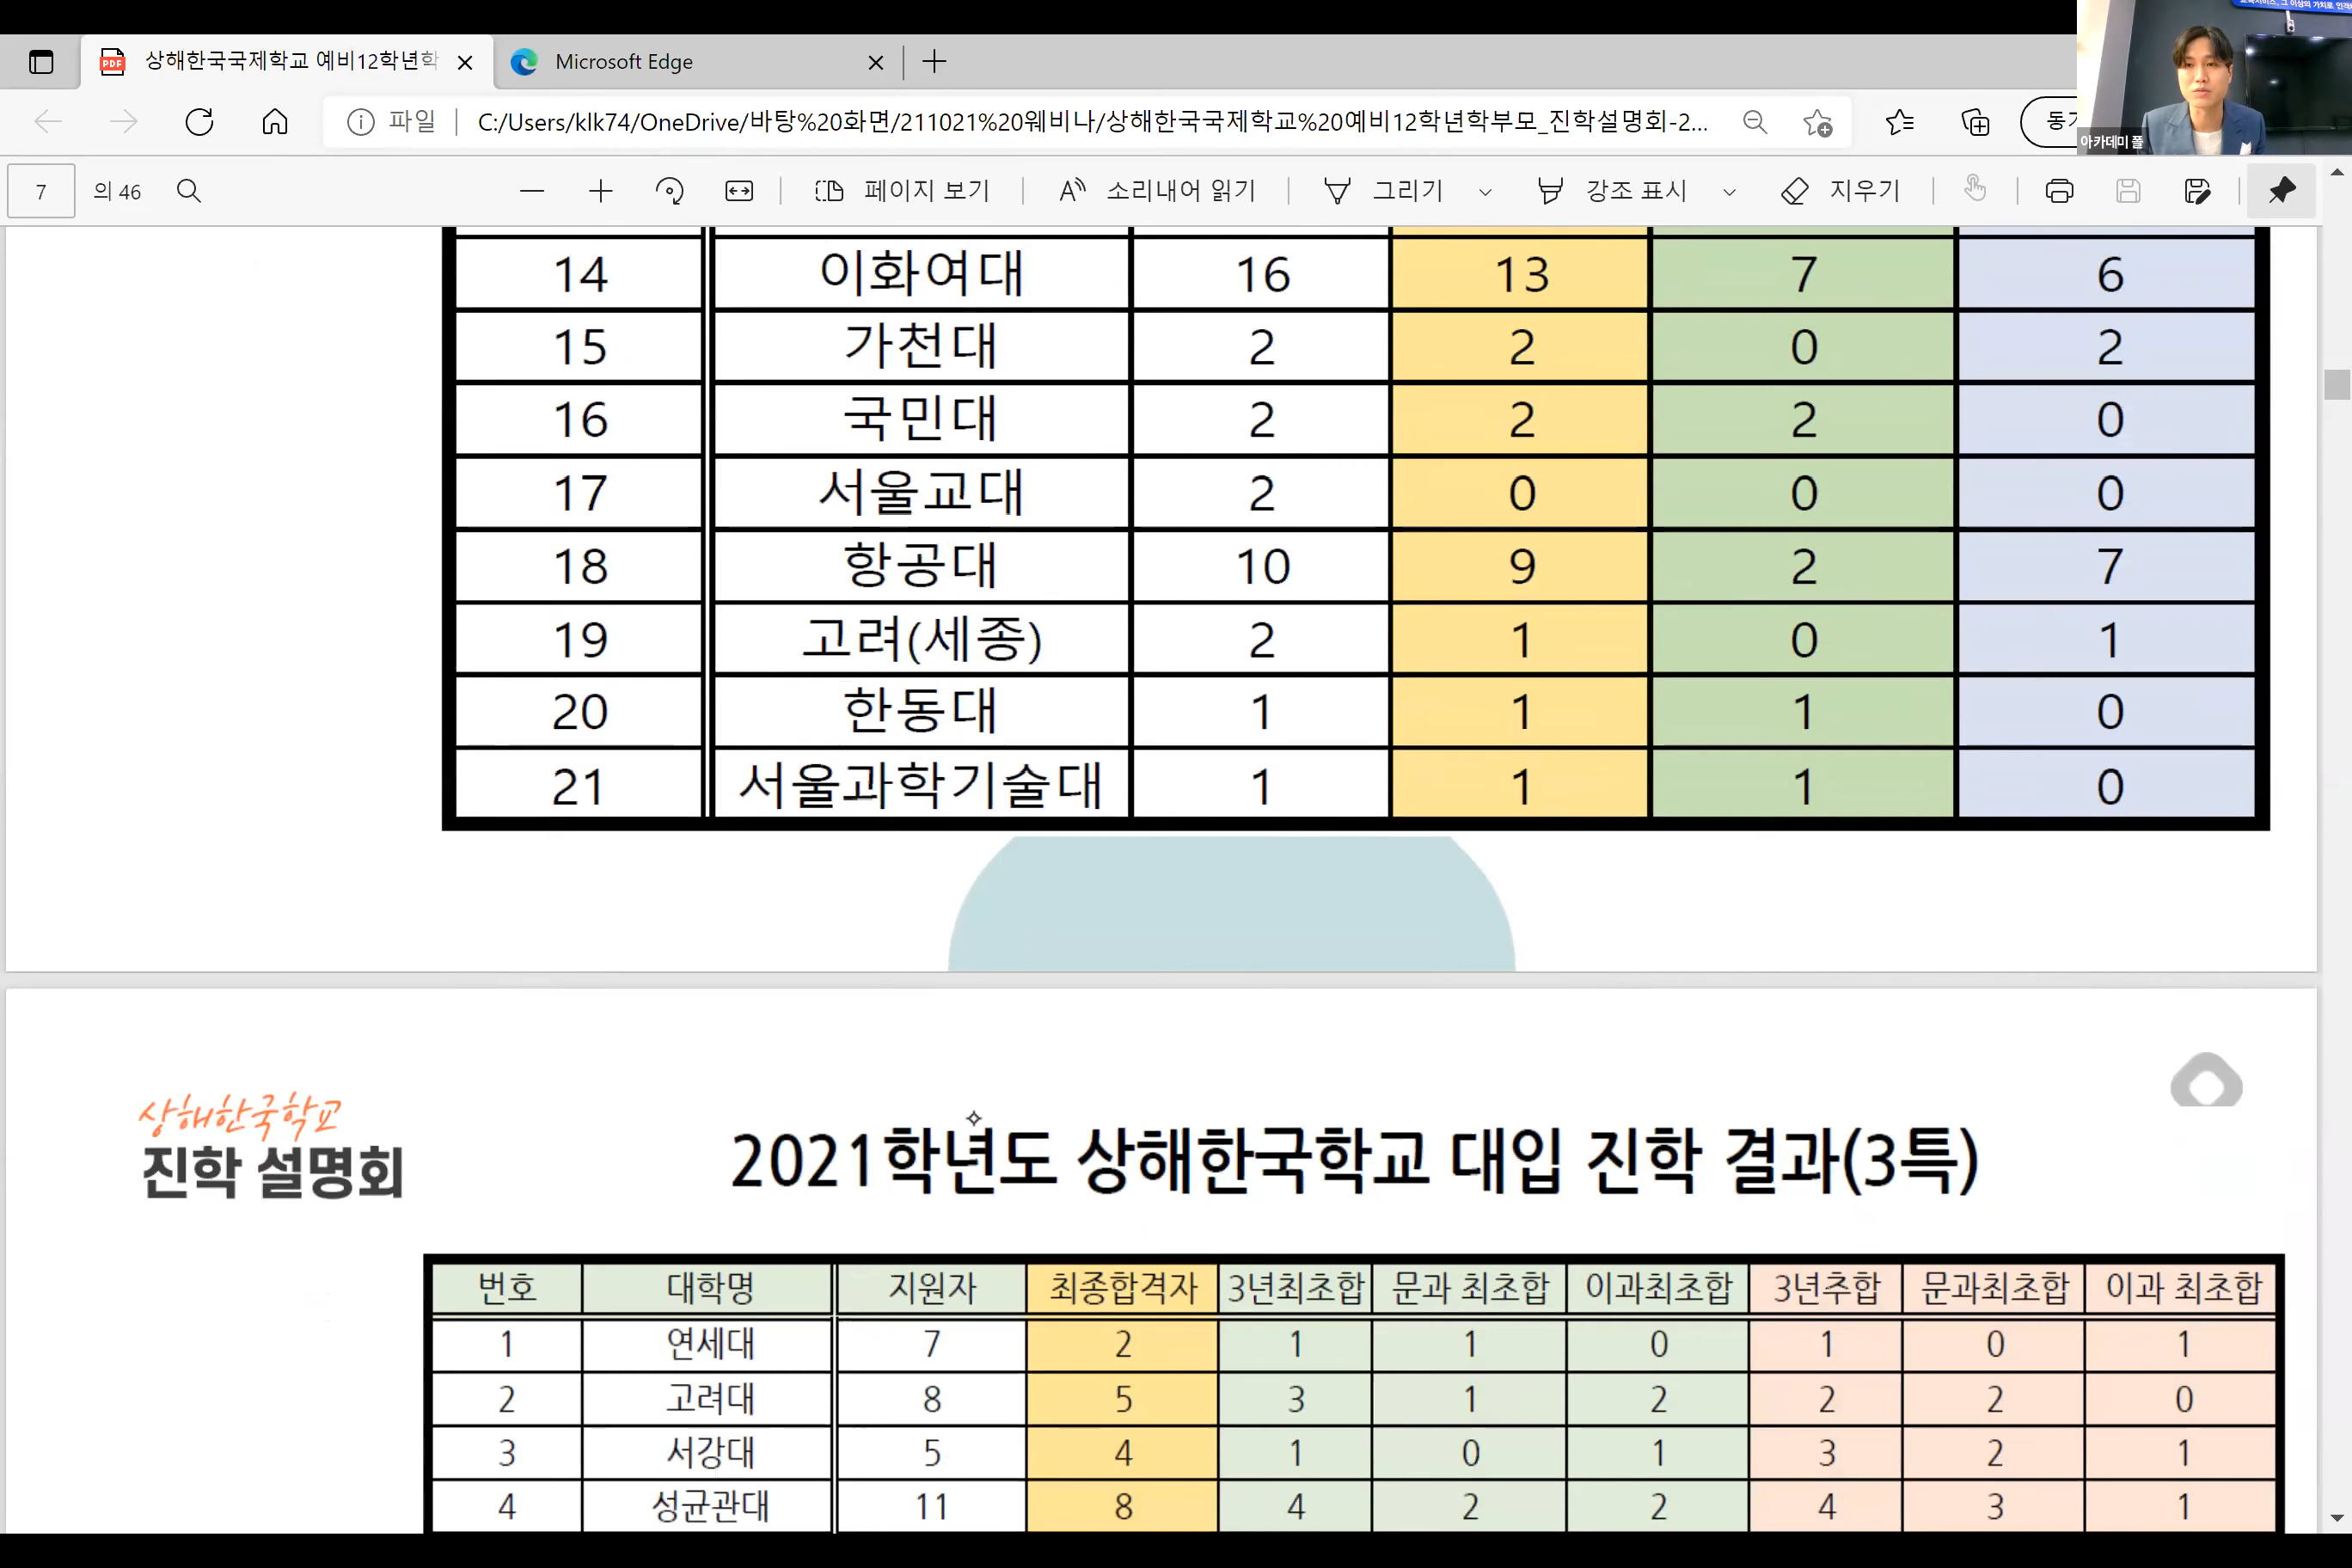 상해한국국제학교 예비12학년학
Microsoft Edge
파일 C:/Users/klk74/OneDrive/바탕%20화면/211021%20웨비나/상해한국국제학교%20예비12학년학부모_진학설명회-2...
아카데미 폴
7 의 46 페이지 보기 소리내어 읽기 그리기 강조 표시 지우기
14 이화여대 16 13 7 6
15 가천대 2 2 0 2
16 국민대 2 2 2 0
17 서울교대 2 0 0 0
18 항공대 10 9 2 7
19 고려(세종) 2 1 0 1
20 한동대 1 1 1 0
21 서울과학기술대 1 1 1 0
상해한국학교
진학 설명회
2021학년도 상해한국학교 대입 진학 결과(3특)
번호 대학명 지원자 최종합격자 3년최초합 문과 최초합 이과최초합 3년추합 문과최초합 이과 최초합
1 연세대 7 2 1 1 0 1 0 1
2 고려대 8 5 3 1 2 2 2 0
3 서강대 5 4 1 0 1 3 2 1
4 성균관대 11 8 4 2 2 4 3 1